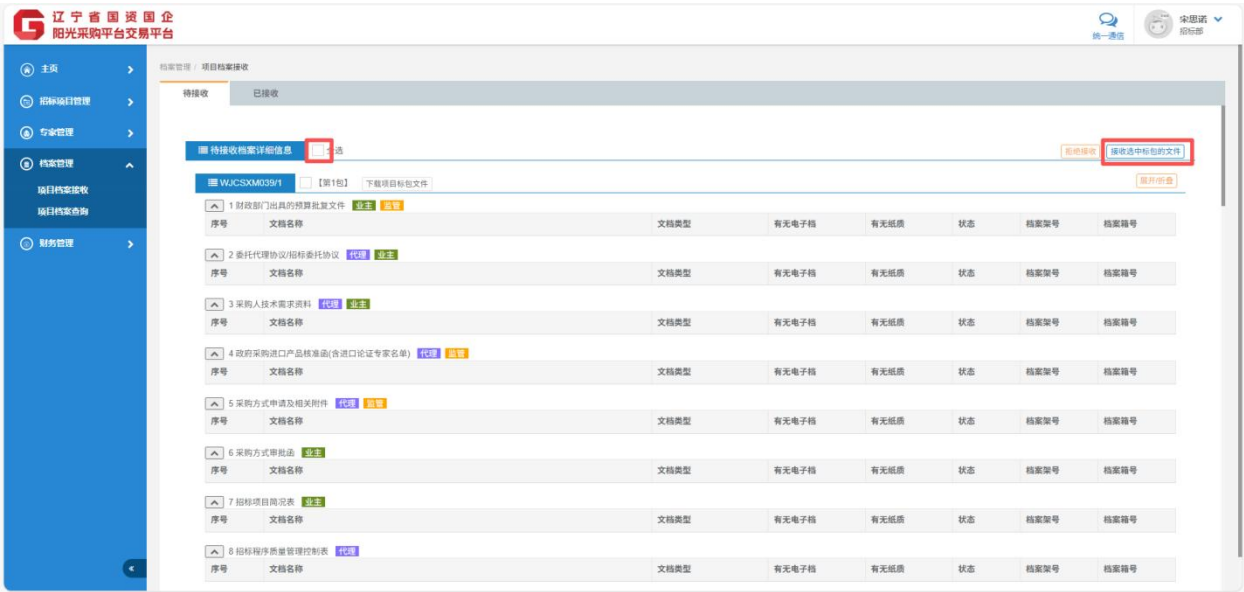 辽宁省国资国企
阳光采购平台交易平台
统一通信
宋思诺
招标部
主页
招标项目管理
专家管理
档案管理
项目档案接收
项目档案查询
财务管理
档案管理 / 项目档案接收
待接收 已接收
待接收档案详细信息 全选 拒绝接收 接收选中标包的文件
WJCSXM039/1 【第1包】 下载项目标包文件 展开/折叠
1 财政部门出具的预算批复文件 业主 监管
序号 文档名称 文档类型 有无电子档 有无纸质 状态 档案架号 档案箱号
2 委托代理协议/招标委托协议 代理 业主
序号 文档名称 文档类型 有无电子档 有无纸质 状态 档案架号 档案箱号
3 采购人技术需求资料 代理 业主
序号 文档名称 文档类型 有无电子档 有无纸质 状态 档案架号 档案箱号
4 政府采购进口产品核准函(含进口论证专家名单) 代理 监管
序号 文档名称 文档类型 有无电子档 有无纸质 状态 档案架号 档案箱号
5 采购方式申请及相关附件 代理 监管
序号 文档名称 文档类型 有无电子档 有无纸质 状态 档案架号 档案箱号
6 采购方式审批函 业主
序号 文档名称 文档类型 有无电子档 有无纸质 状态 档案架号 档案箱号
7 招标项目简况表 业主
序号 文档名称 文档类型 有无电子档 有无纸质 状态 档案架号 档案箱号
8 招标程序质量管理控制表 代理
序号 文档名称 文档类型 有无电子档 有无纸质 状态 档案架号 档案箱号